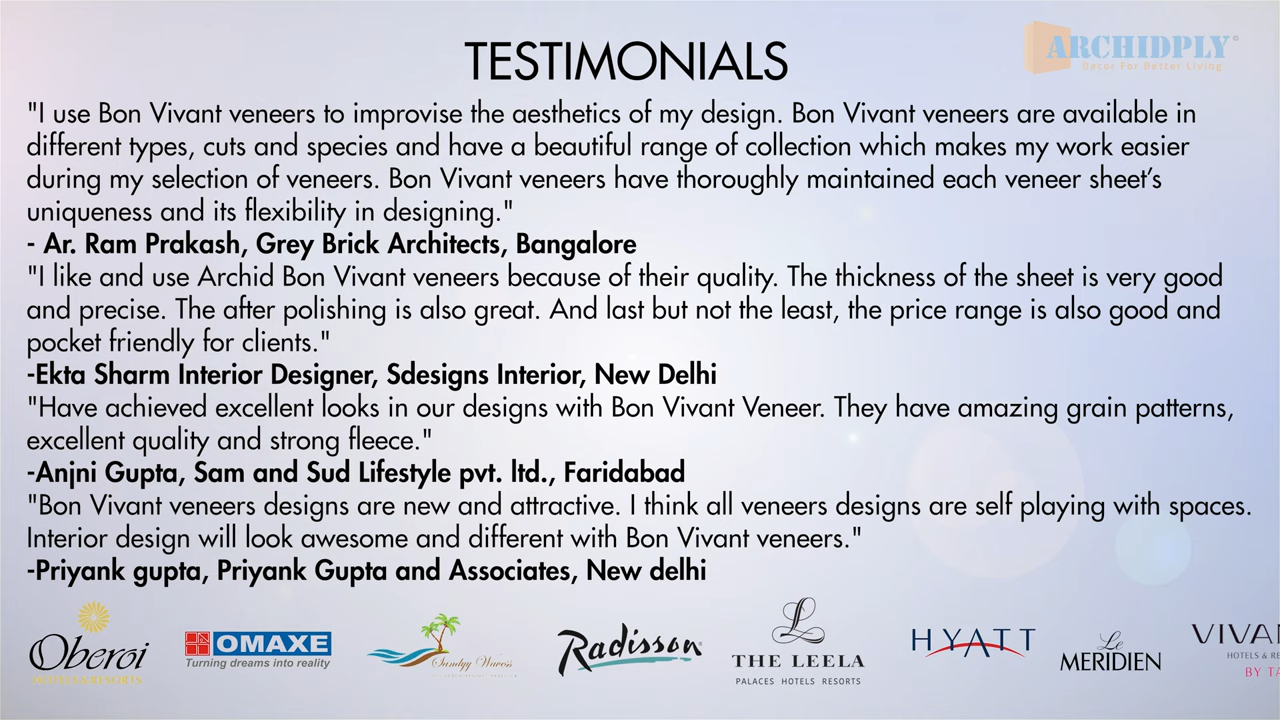 TESTIMONIALS
ARCHIDPLY®
Decor For Better Living
"I use Bon Vivant veneers to improvise the aesthetics of my design. Bon Vivant veneers are available in
different types, cuts and species and have a beautiful range of collection which makes my work easier
during my selection of veneers. Bon Vivant veneers have thoroughly maintained each veneer sheet’s
uniqueness and its flexibility in designing."
- Ar. Ram Prakash, Grey Brick Architects, Bangalore
"I like and use Archid Bon Vivant veneers because of their quality. The thickness of the sheet is very good
and precise. The after polishing is also great. And last but not the least, the price range is also good and
pocket friendly for clients."
-Ekta Sharm Interior Designer, Sdesigns Interior, New Delhi
"Have achieved excellent looks in our designs with Bon Vivant Veneer. They have amazing grain patterns,
excellent quality and strong fleece."
-Anjni Gupta, Sam and Sud Lifestyle pvt. ltd., Faridabad
"Bon Vivant veneers designs are new and attractive. I think all veneers designs are self playing with spaces.
Interior design will look awesome and different with Bon Vivant veneers."
-Priyank gupta, Priyank Gupta and Associates, New delhi
Oberoi
HOTELS & RESORTS
OMAXE
Turning dreams into reality
Sandyy Wavess
Radisson
L
THE LEELA
PALACES HOTELS RESORTS
HYATT
Le
MERIDIEN
VIVAN
HOTELS & RE
BY TA